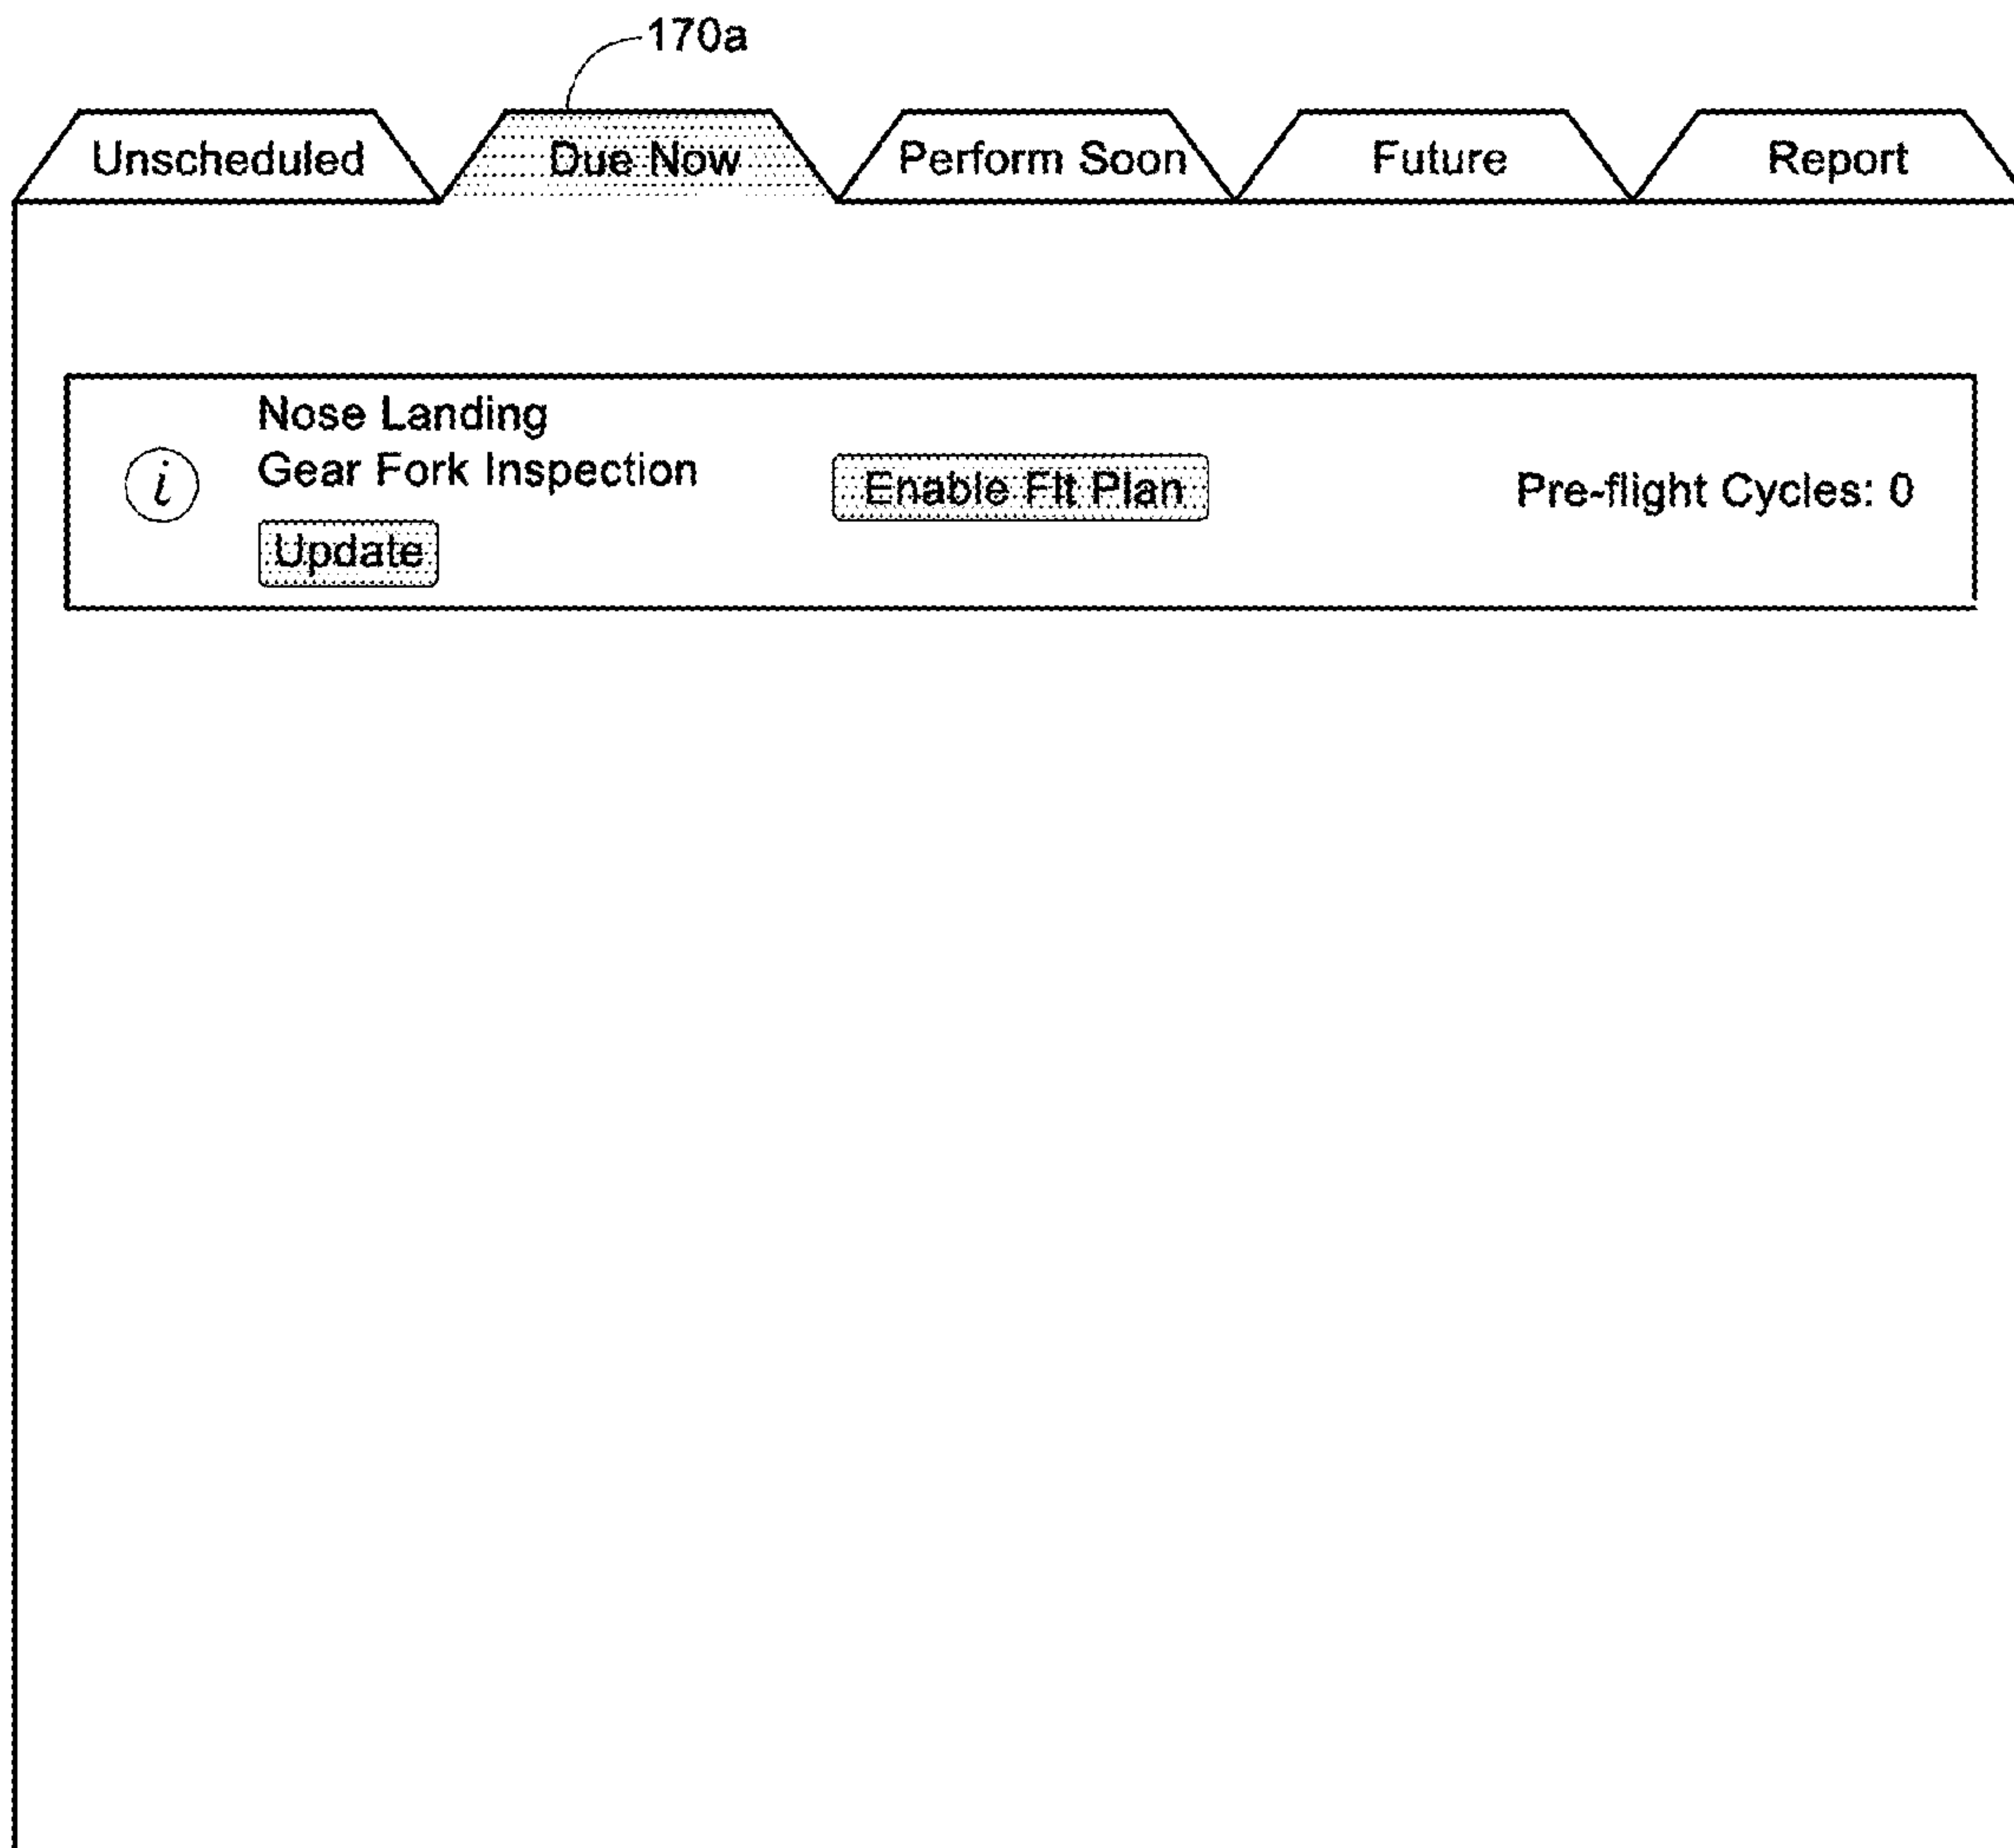 170a
Unscheduled Due Now Perform Soon Future Report
Nose Landing
Gear Fork Inspection
i
Enable Flt Plan
Pre-flight Cycles: 0
Update